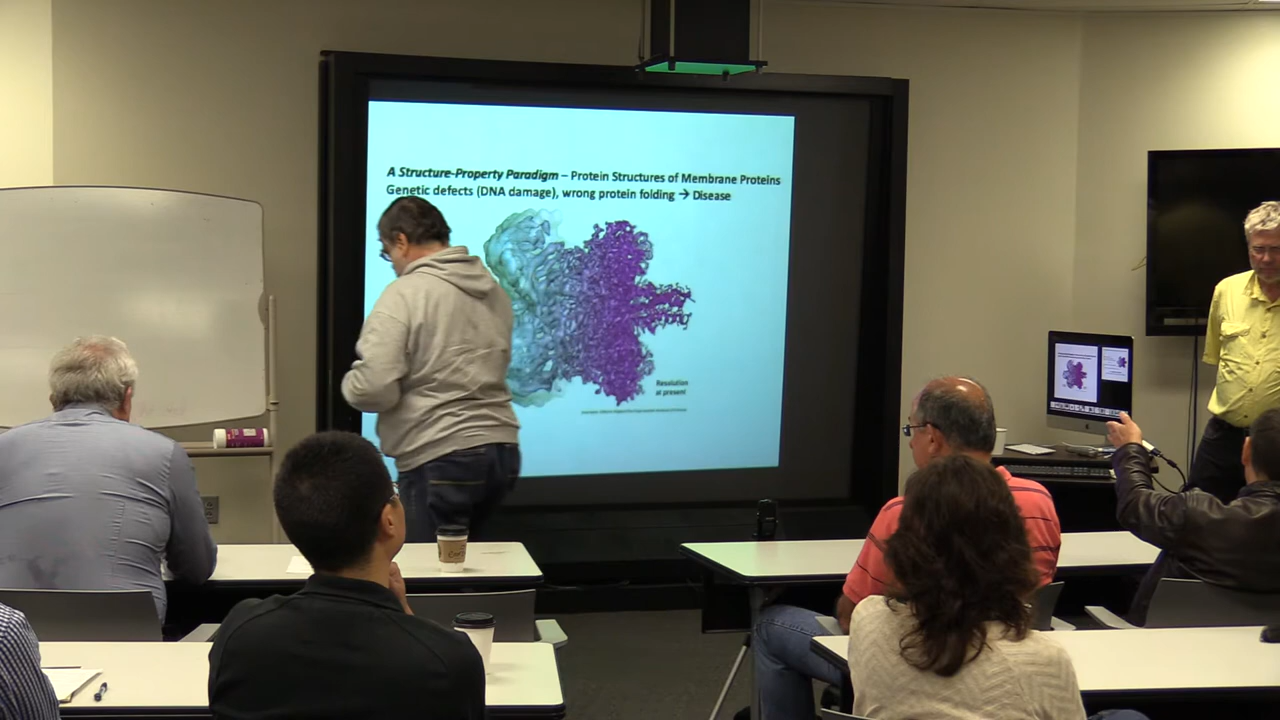 A Structure-Property Paradigm – Protein Structures of Membrane Proteins
Genetic defects (DNA damage), wrong protein folding → Disease
Resolution
at present